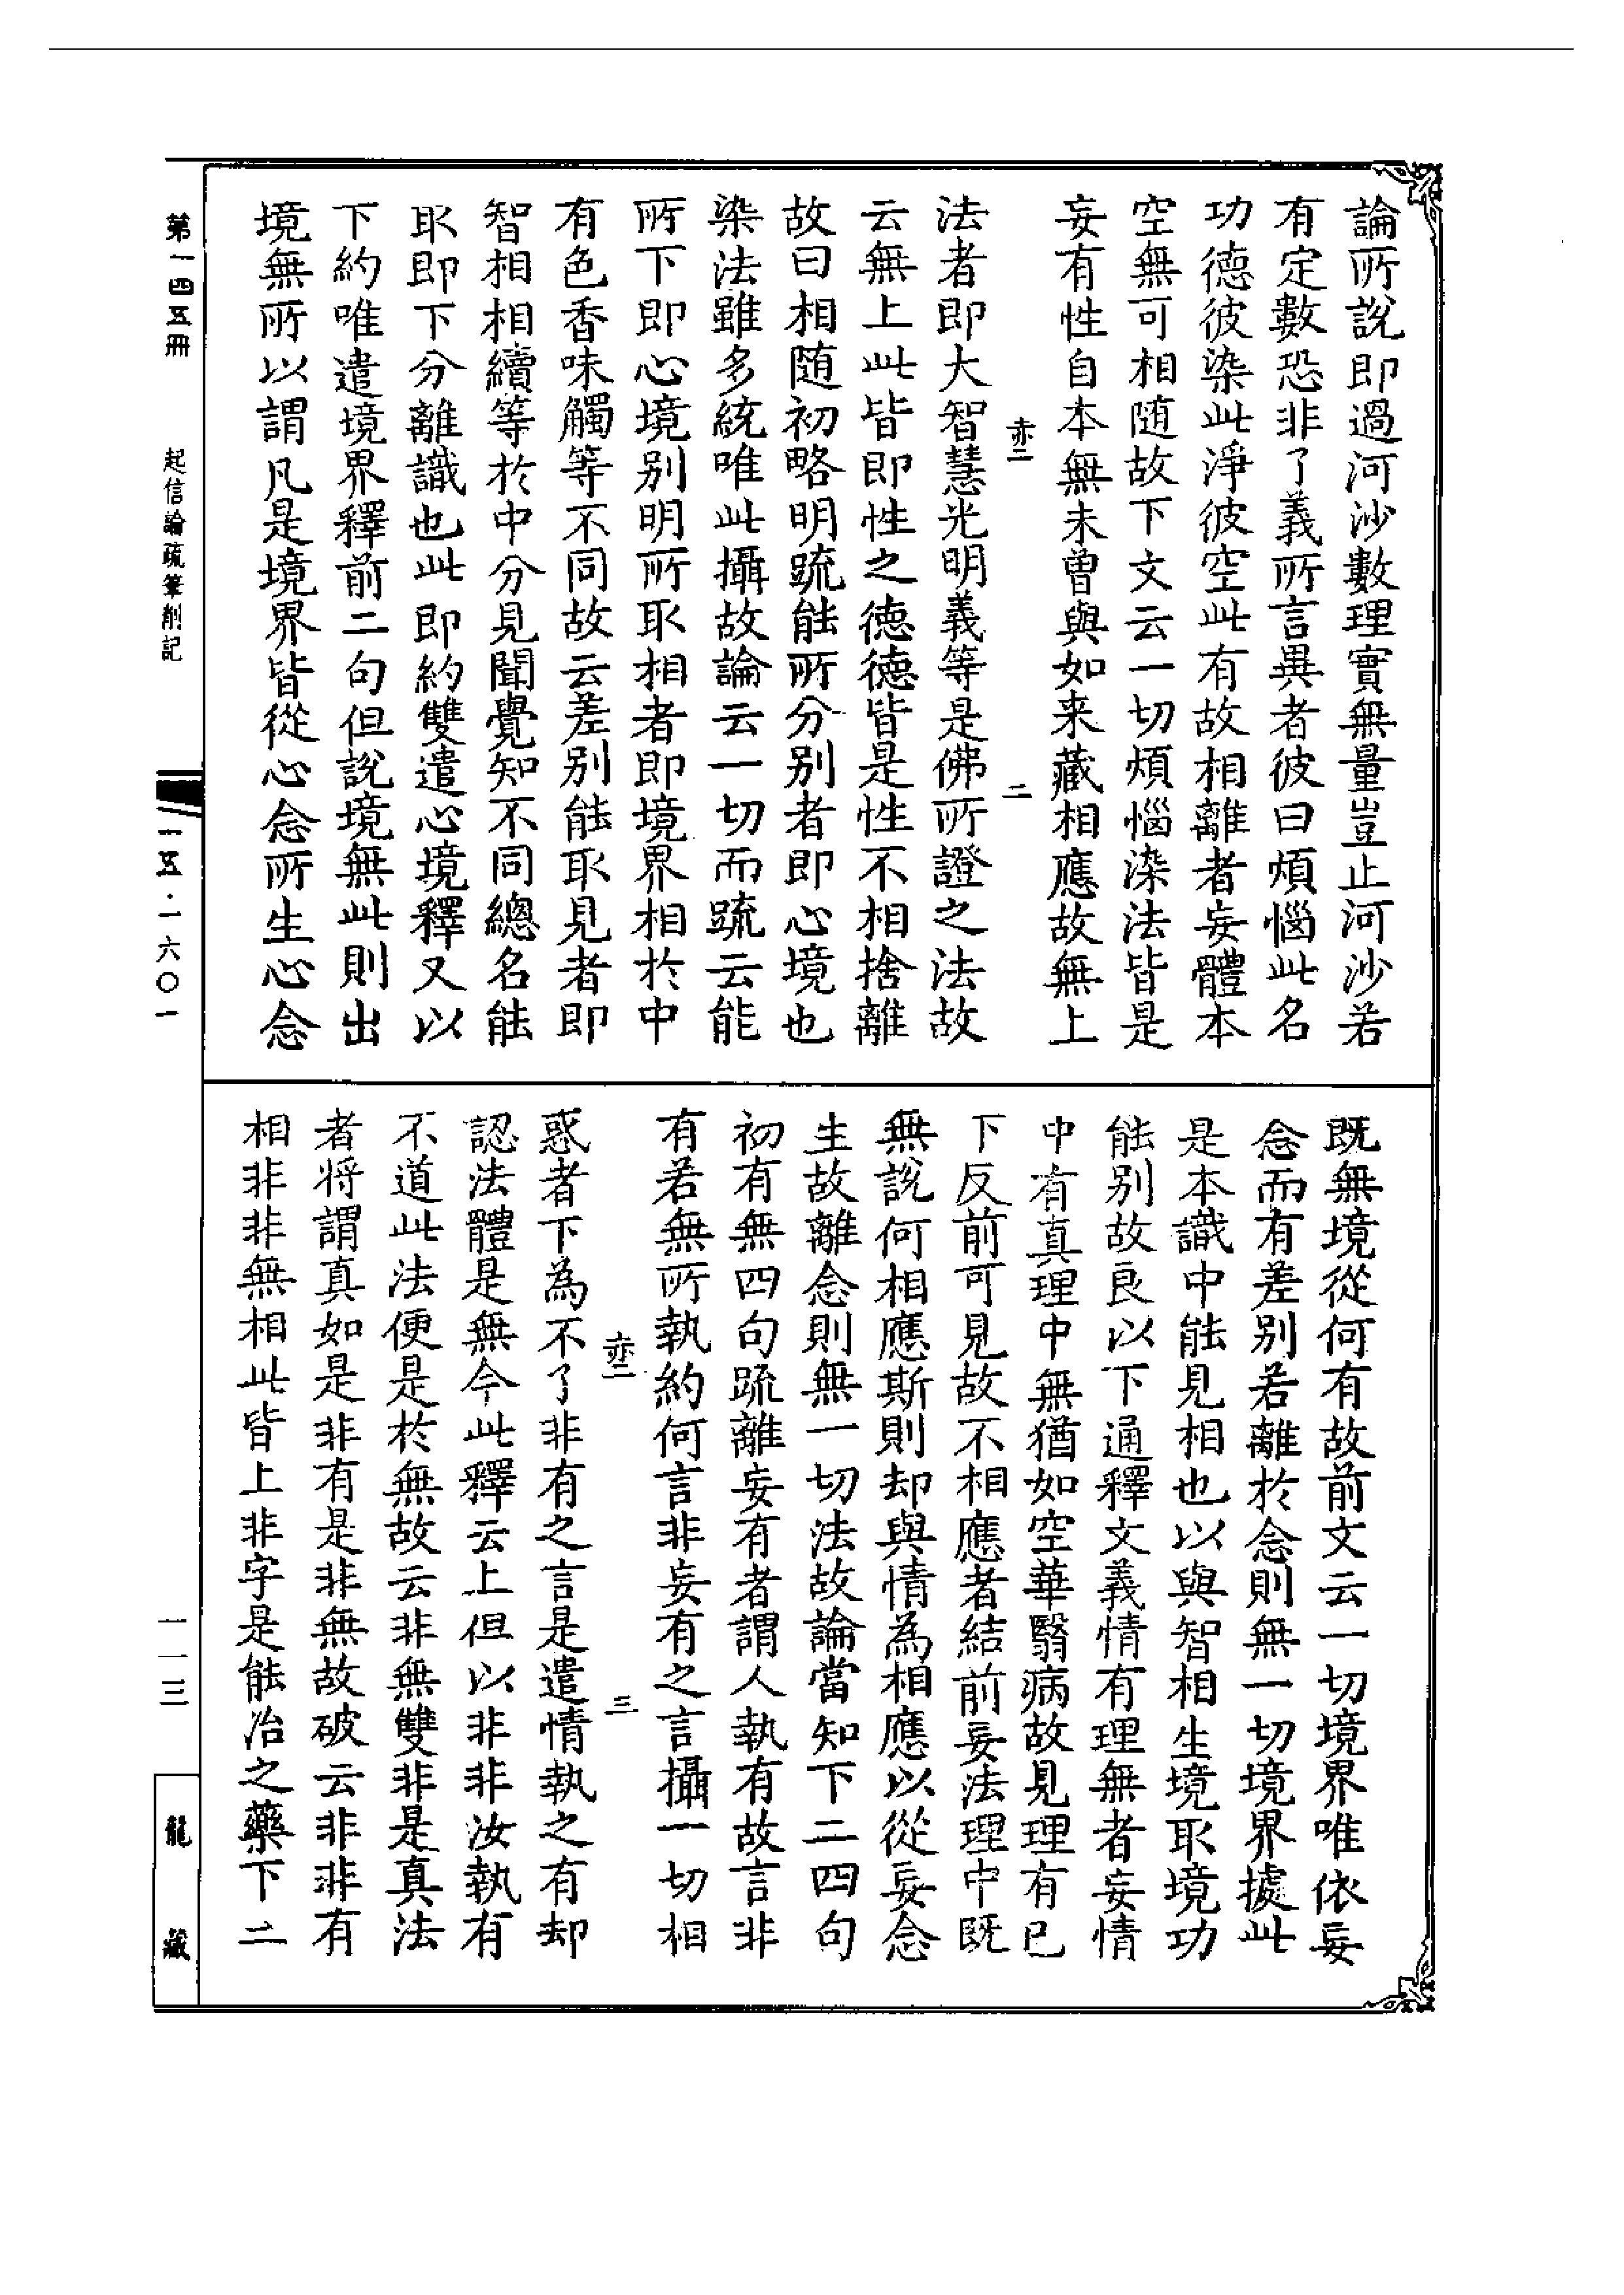 論所說即過河沙數理實無量豈止河沙若
有定數恐非了義所言異者彼曰煩惱此名
功德彼染此淨彼空此有故相離者妄體本
空無可相随故下文云一切煩惱染法皆是
妄有性自本無未曾與如来藏相應故無上
二
法者即大智慧光明義等是佛所證之法故
云無上此皆即性之德德皆是性不相捨離
故曰相随初略明䟽能所分别者即心境也
染法雖多統唯此攝故論云一切而䟽云能
所下即心境别明所取相者即境界相於中
有色香味觸等不同故云差别能取見者即
智相相續等於中分見聞覺知不同總名能
取即下分離識也此即約雙遣心境釋又以
下約唯遣境界釋前二句但說境無此則出
境無所以謂凡是境界皆從心念所生心念
既無境從何有故前文云一切境界唯依妄
念而有差别若離於念則無一切境界據此
是本識中能見相也以與智相生境取境功
能别故良以下通釋文義情有理無者妄情
中有真理中無猶如空華翳病故見理有已
下反前可見故不相應者結前妄法理中既
無說何相應斯則却與情為相應以從妄念
生故離念則無一切法故論當知下二四句
初有無四句䟽離妄有者謂人執有故言非
有若無所執約何言非妄有之言攝一切相
三
惑者下為不了非有之言是遣情執之有却
認法體是無今此釋云上但以非非汝執有
不道此法便是於無故云非無雙非是真法
者將謂真如是非有是非無故破云非非有
相非非無相此皆上非字是能治之藥下二
第一四五冊
起信論疏筆削記
一五·一六〇一
一一三
龍藏